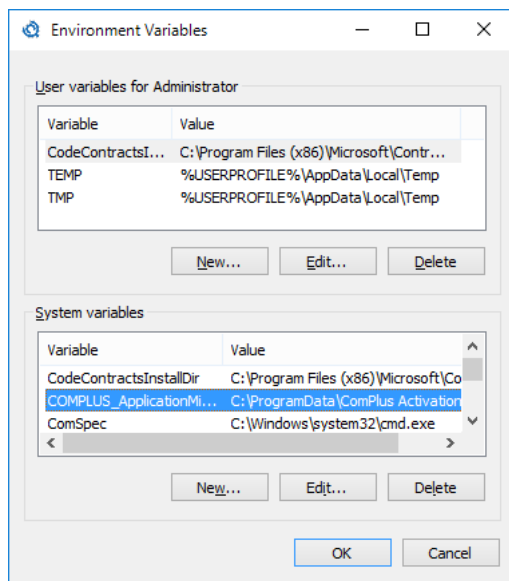 Environment Variables
User variables for Administrator
Variable Value
CodeContractsI... C:\Program Files (x86)\Microsoft\Contr...
TEMP %USERPROFILE%\AppData\Local\Temp
TMP %USERPROFILE%\AppData\Local\Temp
New... Edit... Delete
System variables
Variable Value
CodeContractsInstallDir C:\Program Files (x86)\Microsoft\Co
COMPLUS_ApplicationMi... C:\ProgramData\ComPlus Activation
ComSpec C:\Windows\system32\cmd.exe
New... Edit... Delete
OK Cancel